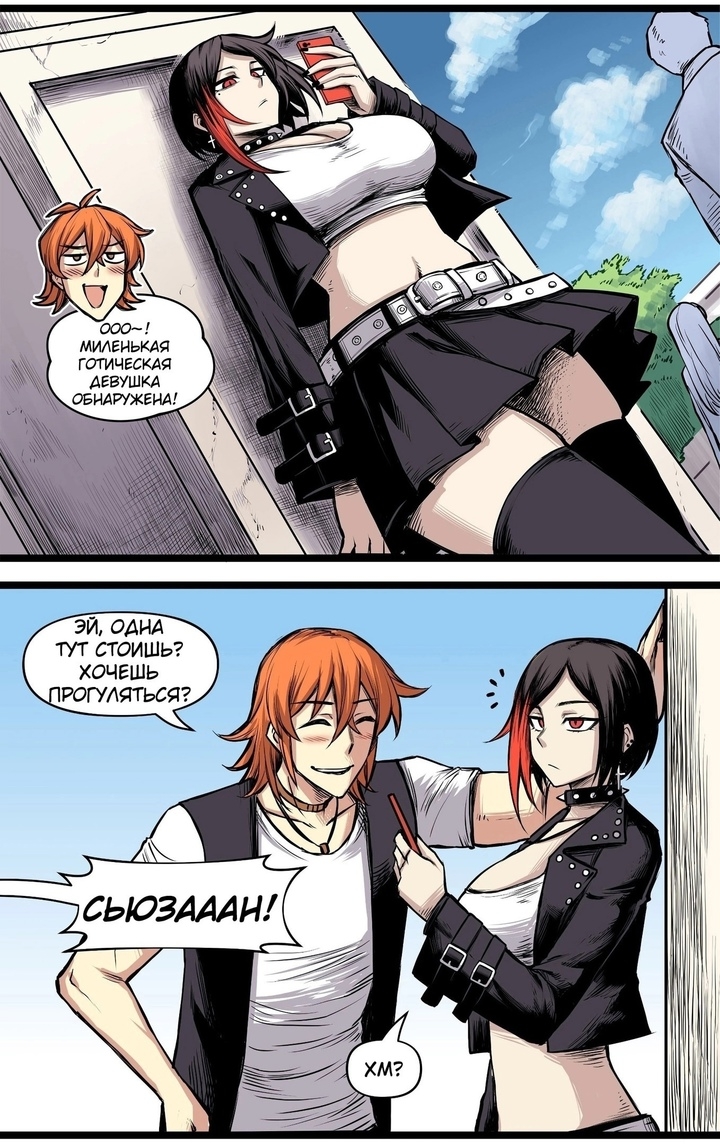 ООО~!
МИЛЕНЬКАЯ
ГОТИЧЕСКАЯ
ДЕВУШКА
ОБНАРУЖЕНА!
ЭЙ, ОДНА
ТУТ СТОИШЬ?
ХОЧЕШЬ
ПРОГУЛЯТЬСЯ?
СЬЮЗАААН!
ХМ?